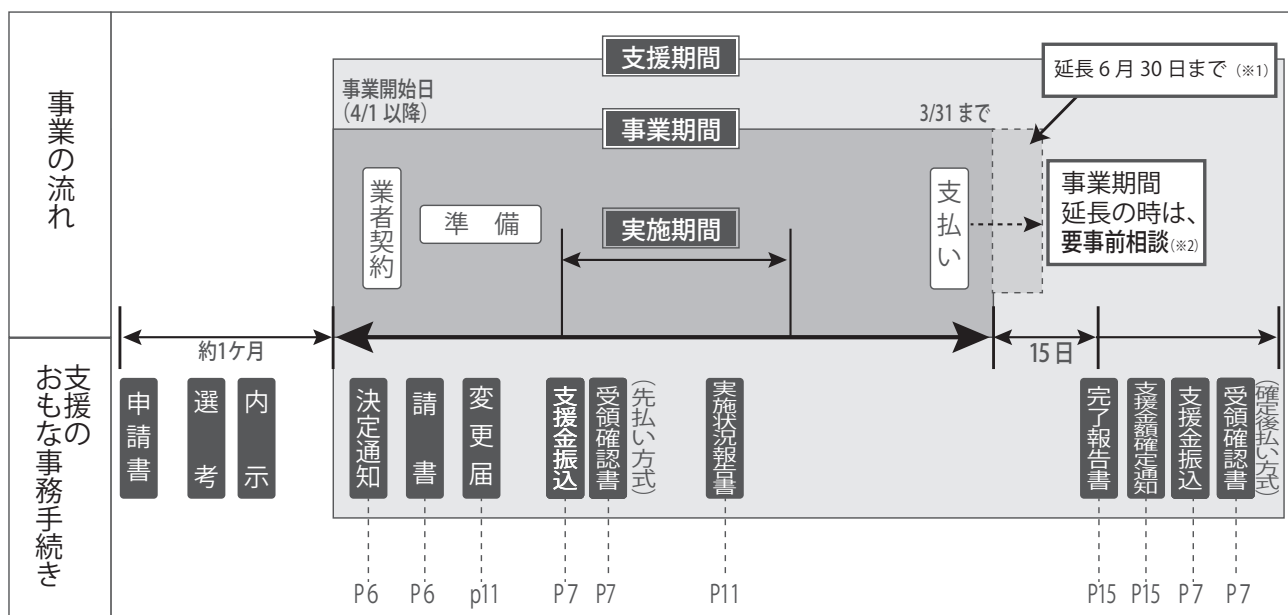 事業の流れ
支援期間
延長 6 月 30 日まで (※1)
事業開始日
(4/1 以降)
事業期間
3/31 まで
業者契約
準 備
実施期間
支払い
事業期間
延長の時は、
要事前相談(※2)
約1ケ月
15 日
支援の
おもな事務手続き
申請書
選考
内示
決定通知
請書
変更届
支援金振込
受領確認書
(先払い方式)
実施状況報告書
完了報告書
支援金額確定通知
支援金振込
受領確認書
(確定後払い方式)
P6
P6
p11
P7
P7
P11
P15
P15
P7
P7